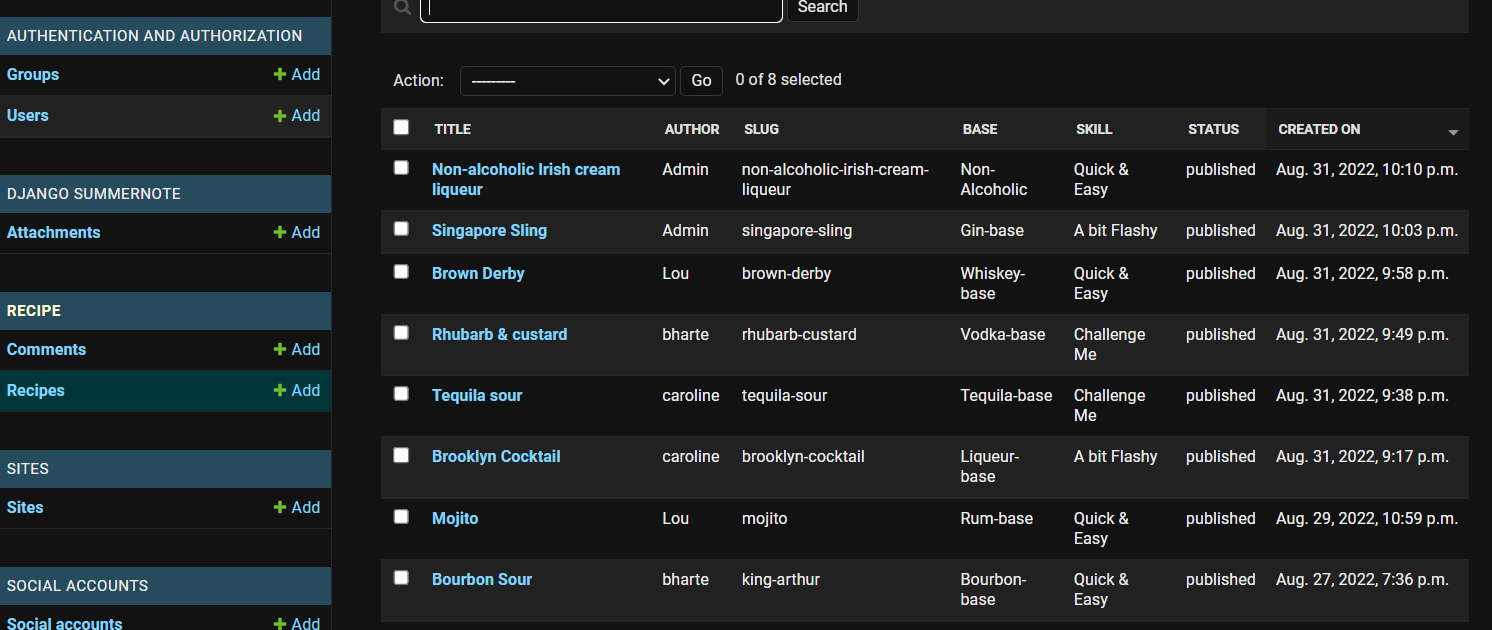 Search
AUTHENTICATION AND AUTHORIZATION
Groups + Add
Users + Add
DJANGO SUMMERNOTE
Attachments + Add
RECIPE
Comments + Add
Recipes + Add
SITES
Sites + Add
SOCIAL ACCOUNTS
Social accounts + Add
Action: --------- Go 0 of 8 selected
TITLE AUTHOR SLUG BASE SKILL STATUS CREATED ON
Non-alcoholic Irish cream Admin non-alcoholic-irish-cream- Non- Quick & published Aug. 31, 2022, 10:10 p.m.
liqueur liqueur Alcoholic Easy
Singapore Sling Admin singapore-sling Gin-base A bit Flashy published Aug. 31, 2022, 10:03 p.m.
Brown Derby Lou brown-derby Whiskey- Quick & published Aug. 31, 2022, 9:58 p.m.
base Easy
Rhubarb & custard bharte rhubarb-custard Vodka-base Challenge published Aug. 31, 2022, 9:49 p.m.
Me
Tequila sour caroline tequila-sour Tequila-base Challenge published Aug. 31, 2022, 9:38 p.m.
Me
Brooklyn Cocktail caroline brooklyn-cocktail Liqueur- A bit Flashy published Aug. 31, 2022, 9:17 p.m.
base
Mojito Lou mojito Rum-base Quick & published Aug. 29, 2022, 10:59 p.m.
Easy
Bourbon Sour bharte king-arthur Bourbon- Quick & published Aug. 27, 2022, 7:36 p.m.
base Easy